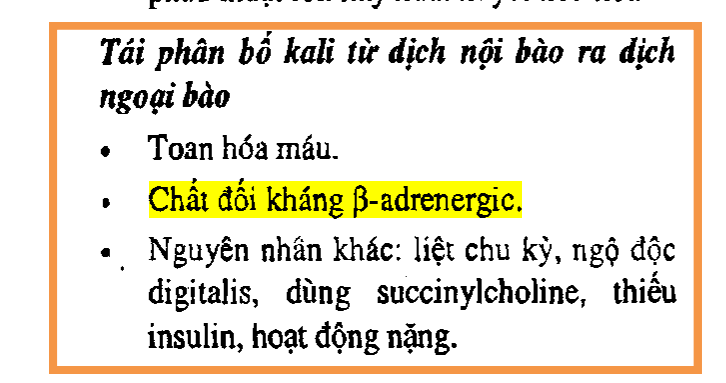 Tái phân bố kali từ dịch nội bào ra dịch
ngoại bào
• Toan hóa máu.
• Chất đối kháng β-adrenergic.
• Nguyên nhân khác: liệt chu kỳ, ngộ độc
digitalis, dùng succinylcholine, thiếu
insulin, hoạt động nặng.